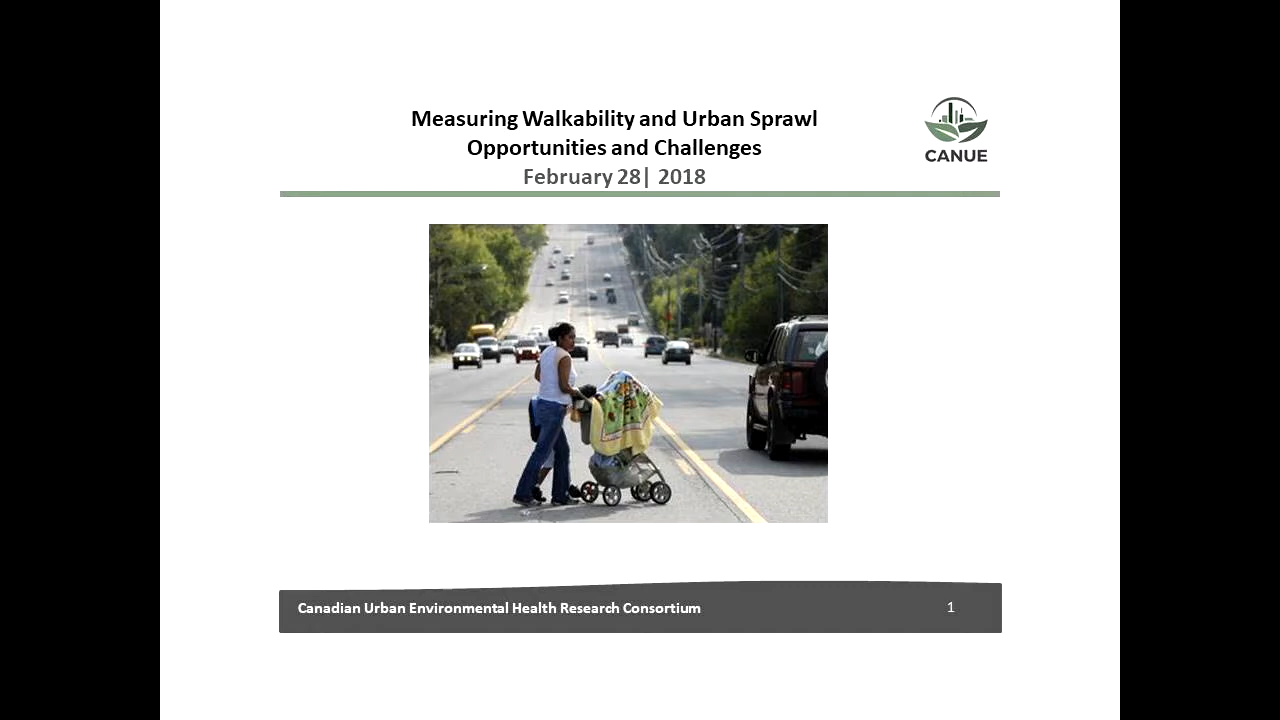 Measuring Walkability and Urban Sprawl
Opportunities and Challenges
February 28| 2018
CANUE
Canadian Urban Environmental Health Research Consortium
1